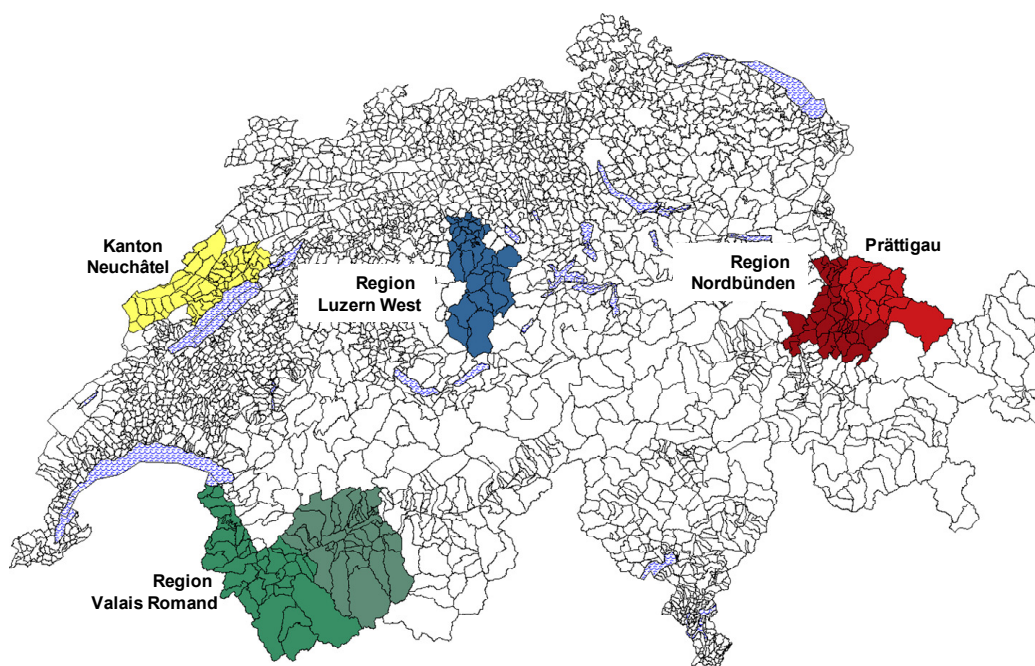 Kanton
Neuchâtel
Region
Luzern West
Region
Nordbünden
Prättigau
Region
Valais Romand